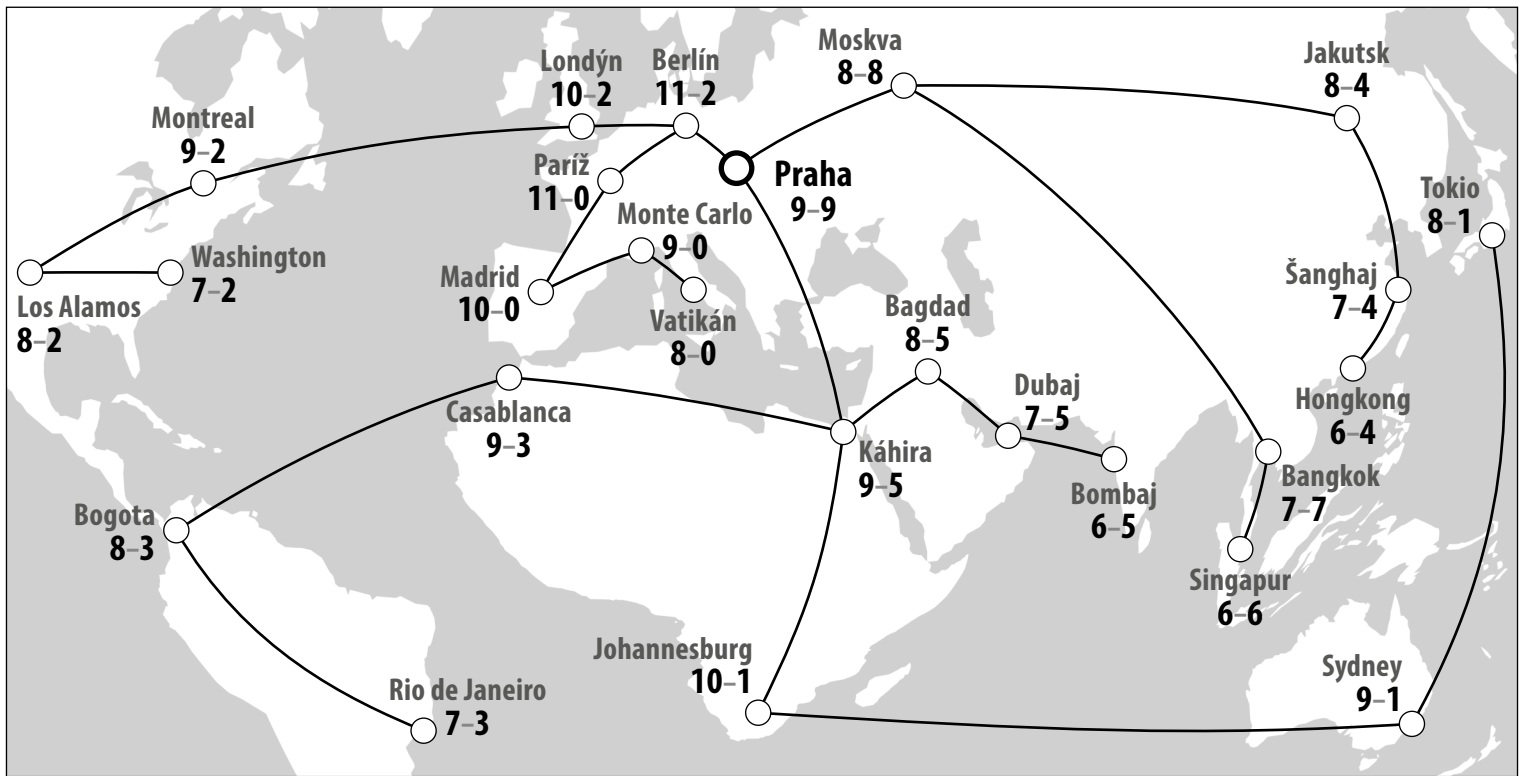 Moskva
8–8
Jakutsk
8–4
Londýn
10–2
Berlín
11–2
Montreal
9–2
Paríž
11–0
Praha
9–9
Tokio
8–1
Monte Carlo
9–0
Washington
7–2
Madrid
10–0
Šanghaj
7–4
Los Alamos
8–2
Vatikán
8–0
Bagdad
8–5
Dubaj
7–5
Hongkong
6–4
Casablanca
9–3
Káhira
9–5
Bombaj
6–5
Bangkok
7–7
Bogota
8–3
Singapur
6–6
Johannesburg
10–1
Sydney
9–1
Rio de Janeiro
7–3